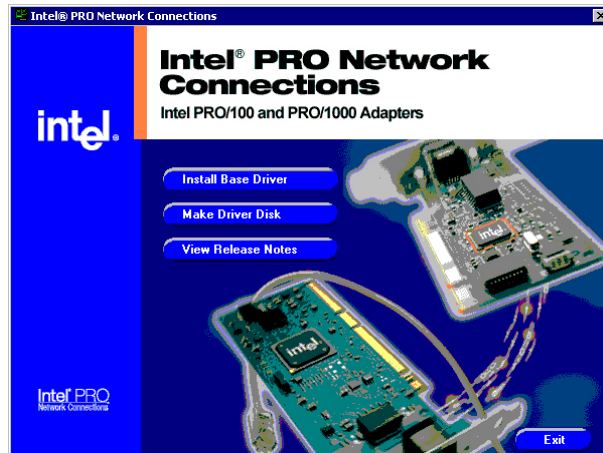 Intel® PRO Network Connections
Intel® PRO Network
Connections
Intel PRO/100 and PRO/1000 Adapters
intel®
Install Base Driver
Make Driver Disk
View Release Notes
intel
intel
Intel® PRO
Network Connections
Exit